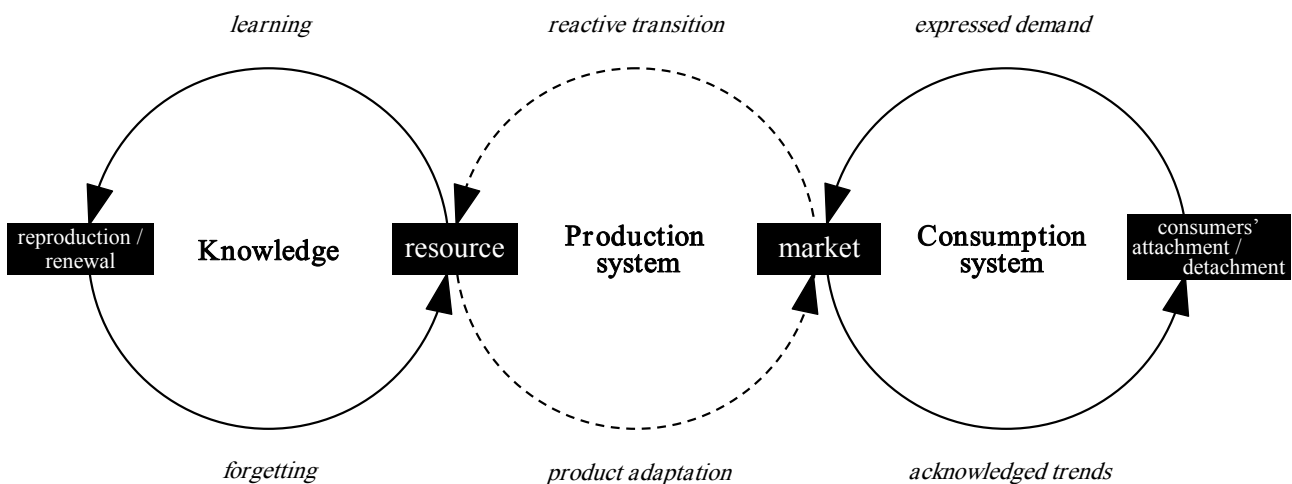 learning
reactive transition
expressed demand
reproduction /
renewal
Knowledge
resource
Production
system
market
Consumption
system
consumers’
attachment /
detachment
forgetting
product adaptation
acknowledged trends